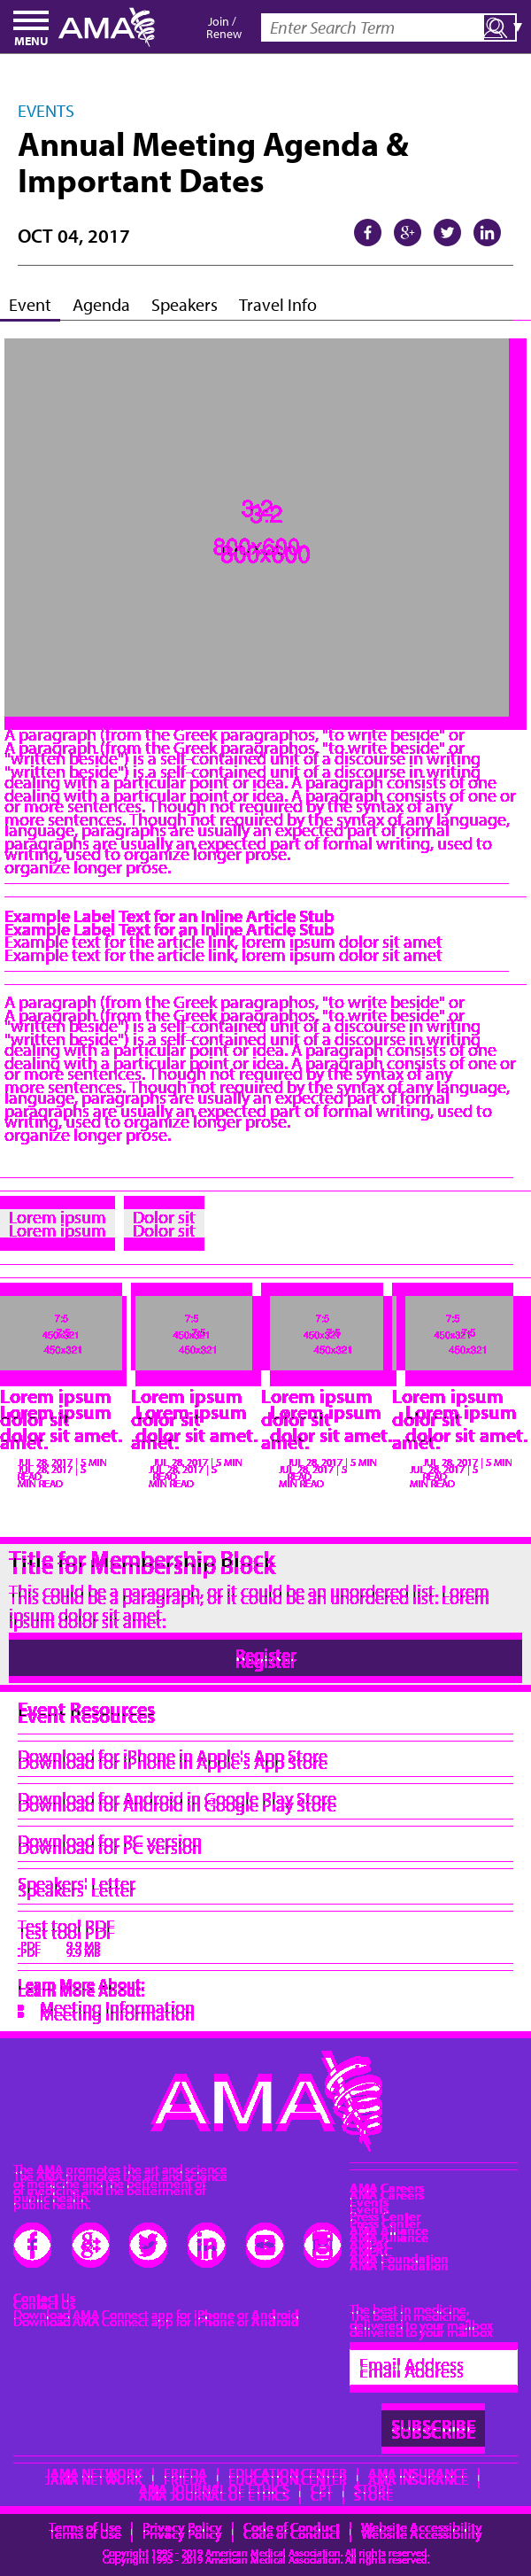 MENU
AMA
Join /
Renew
Enter Search Term
EVENTS
Annual Meeting Agenda &
Important Dates
OCT 04, 2017
Event Agenda Speakers Travel Info
3:2
800x600
A paragraph (from the Greek paragraphos, "to write beside" or
"written beside") is a self-contained unit of a discourse in writing
dealing with a particular point or idea. A paragraph consists of one
or more sentences. Though not required by the syntax of any
language, paragraphs are usually an expected part of formal
writing, used to organize longer prose.
Example Label Text for an Inline Article Stub
Example text for the article link, lorem ipsum dolor sit amet
A paragraph (from the Greek paragraphos, "to write beside" or
"written beside") is a self-contained unit of a discourse in writing
dealing with a particular point or idea. A paragraph consists of one
or more sentences. Though not required by the syntax of any
language, paragraphs are usually an expected part of formal
writing, used to organize longer prose.
Lorem ipsum Dolor sit
7:5 7:5 7:5 7:5
450x321 450x321 450x321 450x321
Lorem ipsum Lorem ipsum Lorem ipsum Lorem ipsum
dolor sit dolor sit dolor sit dolor sit
amet. amet. amet. amet.
JUL 28, 2017 | 5 JUL 28, 2017 | 5 JUL 28, 2017 | 5 JUL 28, 2017 | 5
MIN READ MIN READ MIN READ MIN READ
Title for Membership Block
This could be a paragraph, or it could be an unordered list. Lorem
ipsum dolor sit amet.
Register
Event Resources
Download for iPhone in Apple's App Store
Download for Android in Google Play Store
Download for PC version
Speakers' Letter
Test tool PDF
.PDF 9.9 MB
Learn More About:
Meeting Information
AMA
The AMA promotes the art and science
of medicine and the betterment of
public health.
AMA Careers
Events
Press Center
AMA Alliance
AMA Foundation
Contact Us
Download AMA Connect app for iPhone or Android
The best in medicine,
delivered to your mailbox
Email Address
SUBSCRIBE
JAMA NETWORK | FREIDA | EDUCATION CENTER | AMA INSURANCE |
AMA JOURNAL OF ETHICS | CPT | STORE
Terms of Use | Privacy Policy | Code of Conduct | Website Accessibility
Copyright 1995 - 2019 American Medical Association. All rights reserved.